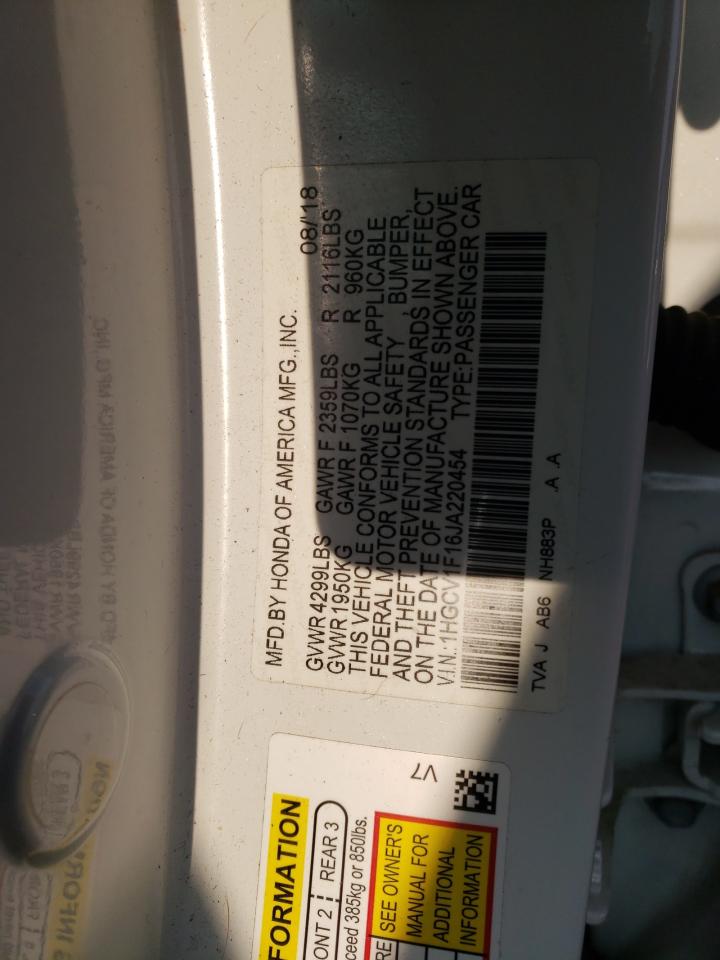 MFD.BY HONDA OF AMERICA MFG.,INC. 08/'18
GVWR 4299LBS GAWR F 2359LBS R 2116LBS
GVWR 1950KG GAWR F 1070KG R 960KG
THIS VEHICLE CONFORMS TO ALL APPLICABLE
FEDERAL MOTOR VEHICLE SAFETY, BUMPER,
AND THEFT PREVENTION STANDARDS IN EFFECT
ON THE DATE OF MANUFACTURE SHOWN ABOVE.
V.I.N.:1HGCV1F16JA220454 TYPE:PASSENGER CAR
TVA J AB6 NH883P .A .A
V7
FORMATION
ONT 2 REAR 3
ceed 385kg or 850lbs.
RE SEE OWNER'S
MANUAL FOR
ADDITIONAL
INFORMATION